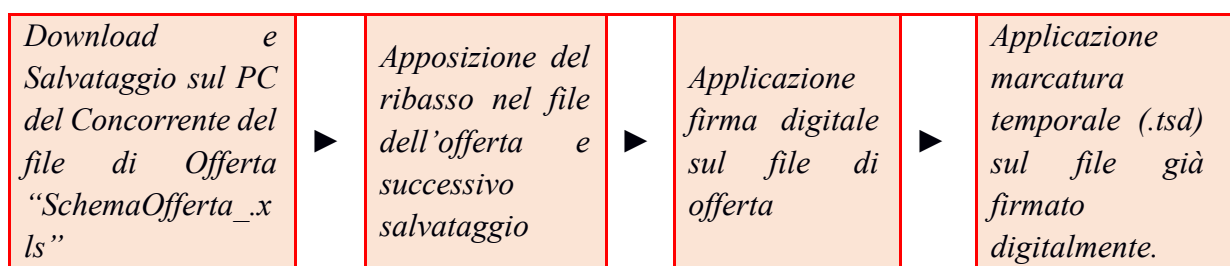 Download e
Salvataggio sul PC
del Concorrente del
file di Offerta
“SchemaOfferta_.x
ls”
►
Apposizione del
ribasso nel file
dell’offerta e
successivo
salvataggio
►
Applicazione
firma digitale
sul file di
offerta
►
Applicazione
marcatura
temporale (.tsd)
sul file già
firmato
digitalmente.